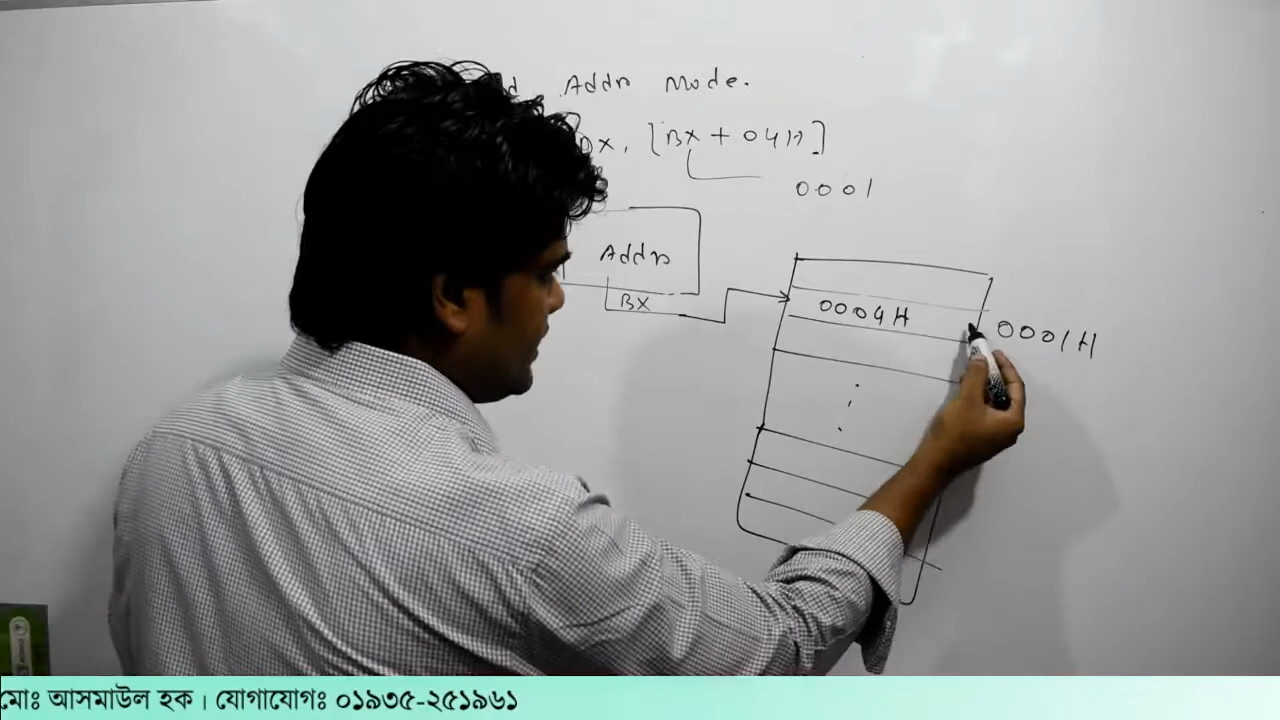 Addr Mode.
[BX + 04H]
0001
Addr
BX
0004H
0001H
মোঃ আসমাউল হক। যোগাযোগঃ ০১৯৩৫-২৫১৯৬১